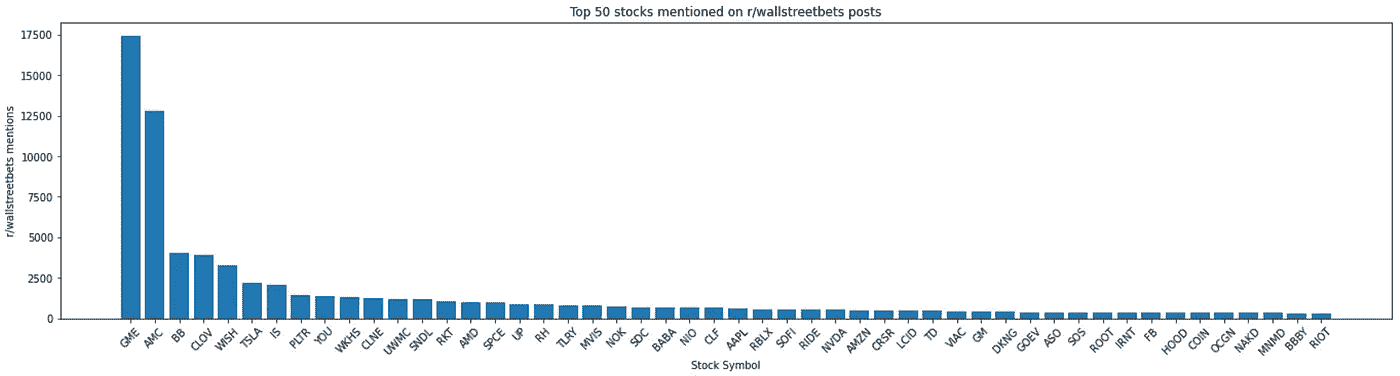 Top 50 stocks mentioned on r/wallstreetbets posts
17500
15000
12500
10000
7500
5000
2500
0
r/wallstreetbets mentions
GME AMC BB CLOV WISH TSLA IS PLTR YOU WKHS CLNE UWMC SNDL RKT AMD SPCE UP RH TLRY MVIS NOK SDC BABA NIO CLF AAPL RBLX SOFI RIDE NVDA AMZN CRSR LCID TD VIAC GM DKNG GOEV ASO SOS ROOT IRNT FB HOOD COIN OCGN NAKD MNMD BBBY RIOT
Stock Symbol